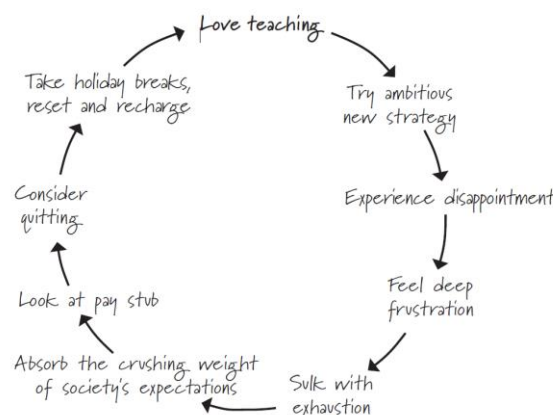 Love teaching
Try ambitious
new strategy
Experience disappointment
Feel deep
frustration
Sulk with
exhaustion
Absorb the crushing weight
of society's expectations
Look at pay stub
Consider
quitting
Take holiday breaks,
reset and recharge